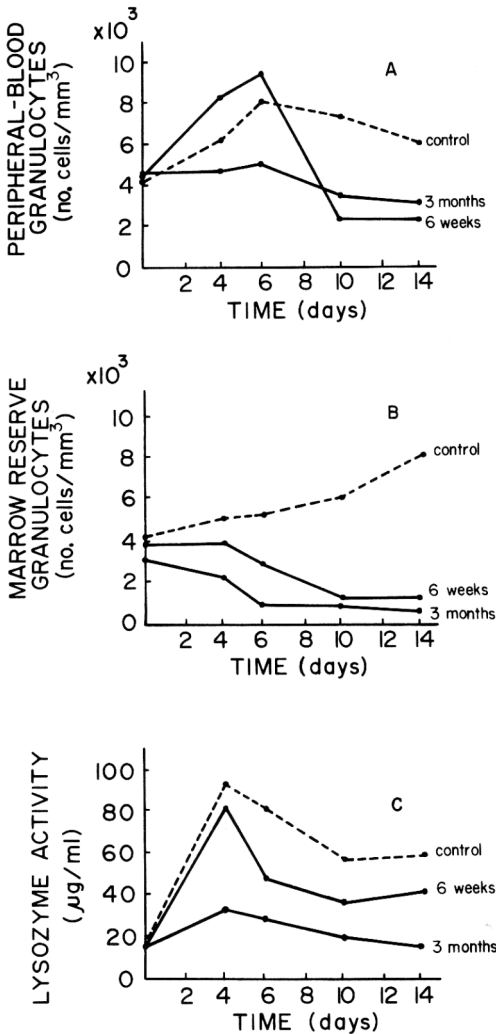 PERIPHERAL-BLOOD
GRANULOCYTES
(no. cells/mm³)
x10³
10
8
6
4
2
0
A
control
3 months
6 weeks
2 4 6 8 10 12 14
TIME (days)
MARROW RESERVE
GRANULOCYTES
(no. cells/mm³)
x10³
10
8
6
4
2
0
B
control
6 weeks
3 months
2 4 6 8 10 12 14
TIME (days)
LYSOZYME ACTIVITY
(µg/ml)
100
80
60
40
20
0
C
control
6 weeks
3 months
2 4 6 8 10 12 14
TIME (days)